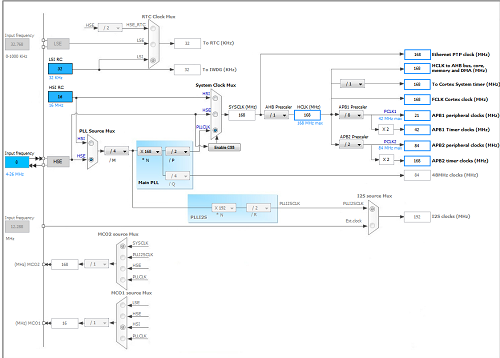 RTC Clock Mux
Input frequency
HSE
/ 2
HSE_RTC
32.768
LSE
LSE
32
To RTC (KHz)
0-1000 KHz
LSI RC
LSI
32
32
To IWDG (KHz)
32 KHz
HSI RC
System Clock Mux
16
HSI
16 MHz
HSE
PLLCLK
Enable CSS
SYSCLK (MHz)
168
AHB Prescaler
/ 1
HCLK (MHz)
168
168 MHz max
168
Ethernet PTP clock (MHz)
168
HCLK to AHB bus, core,
memory and DMA (MHz)
/ 1
168
To Cortex System timer (MHz)
168
FCLK Cortex clock (MHz)
APB1 Prescaler
/ 8
PCLK1
42 MHz max
21
APB1 peripheral clocks (MHz)
X 2
42
APB1 Timer clocks (MHz)
APB2 Prescaler
/ 2
PCLK2
84 MHz max
84
APB2 peripheral clocks (MHz)
X 2
168
APB2 timer clocks (MHz)
84
48MHz clocks (MHz)
PLL Source Mux
HSI
HSE
Input frequency
8
HSE
4-26 MHz
/ 4
/ M
X 168
* N
/ 2
/ P
/ 4
/ Q
Main PLL
I2S source Mux
PLLI2SCLK
PLLI2SCLK
X 192
* N
/ 2
/ R
PLLI2S
Ext.clock
192
I2S clocks (MHz)
Input frequency
12.288
MHz
MCO2 source Mux
SYSCLK
PLLI2SCLK
HSE
PLLCLK
(MHz) MCO2
168
/ 1
MCO1 source Mux
LSE
HSE
HSI
PLLCLK
(MHz) MCO1
16
/ 1